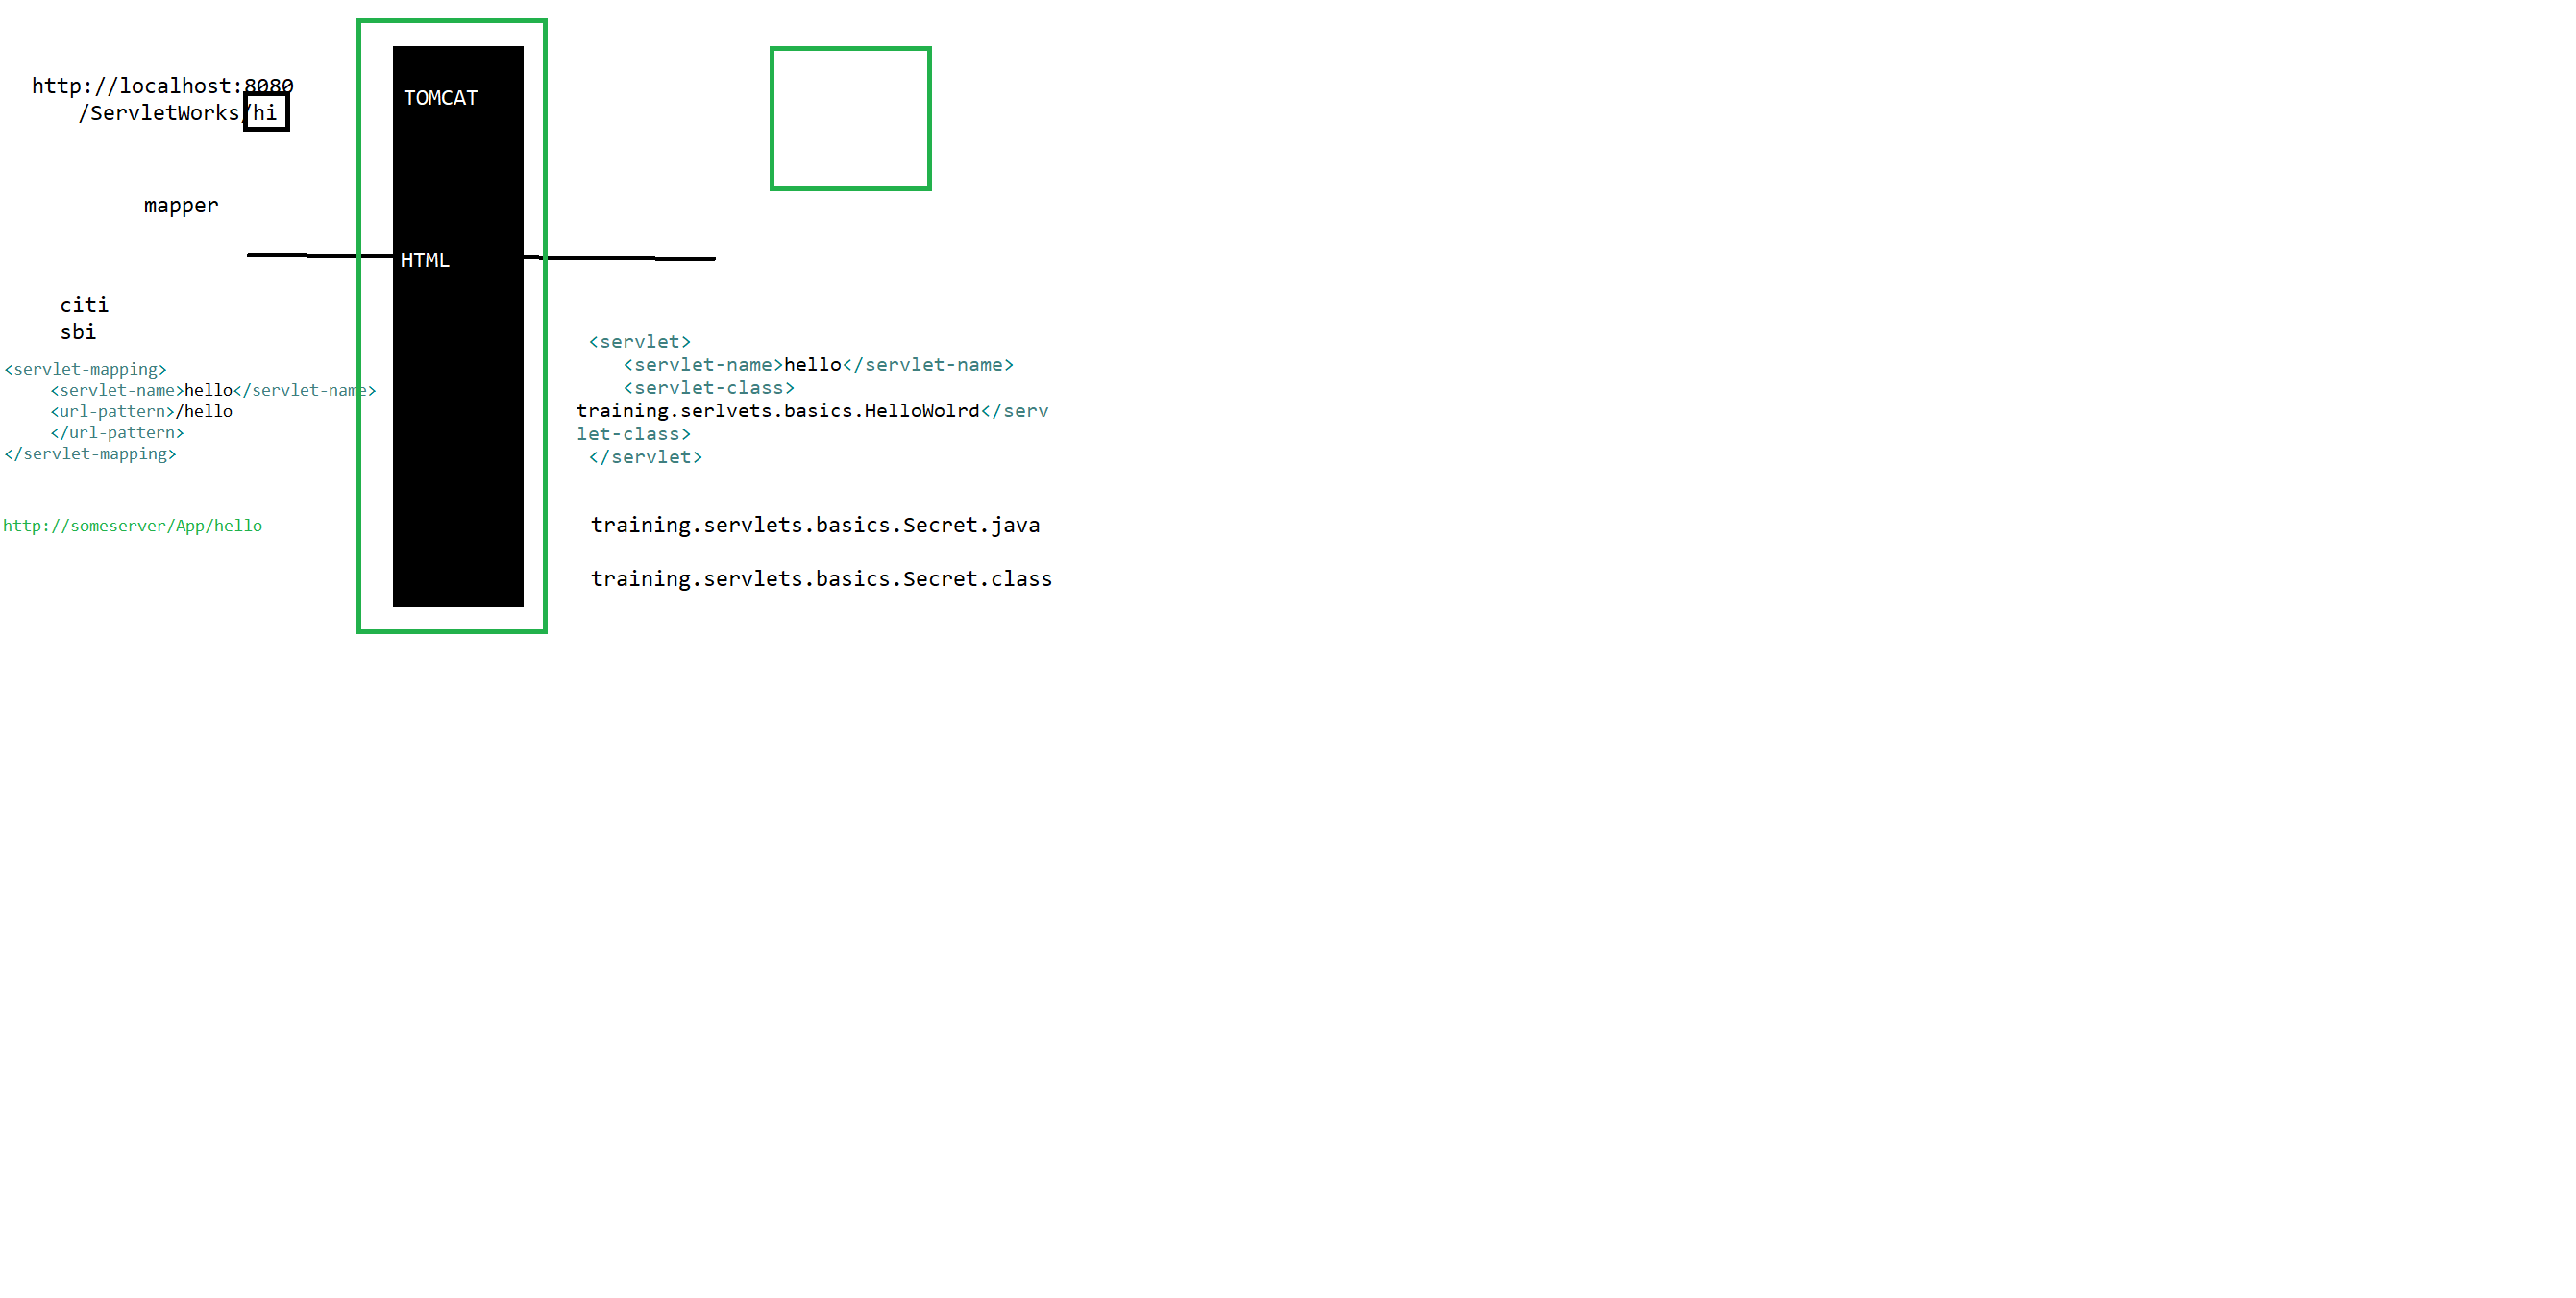 http://localhost:8080
/ServletWorks/hi
TOMCAT
mapper
HTML
citi
sbi
<servlet-mapping>
<servlet-name>hello</servlet-name>
<url-pattern>/hello
</url-pattern>
</servlet-mapping>
http://someserver/App/hello
<servlet>
<servlet-name>hello</servlet-name>
<servlet-class>
training.serlvets.basics.HelloWolrd</serv
let-class>
</servlet>
training.servlets.basics.Secret.java
training.servlets.basics.Secret.class